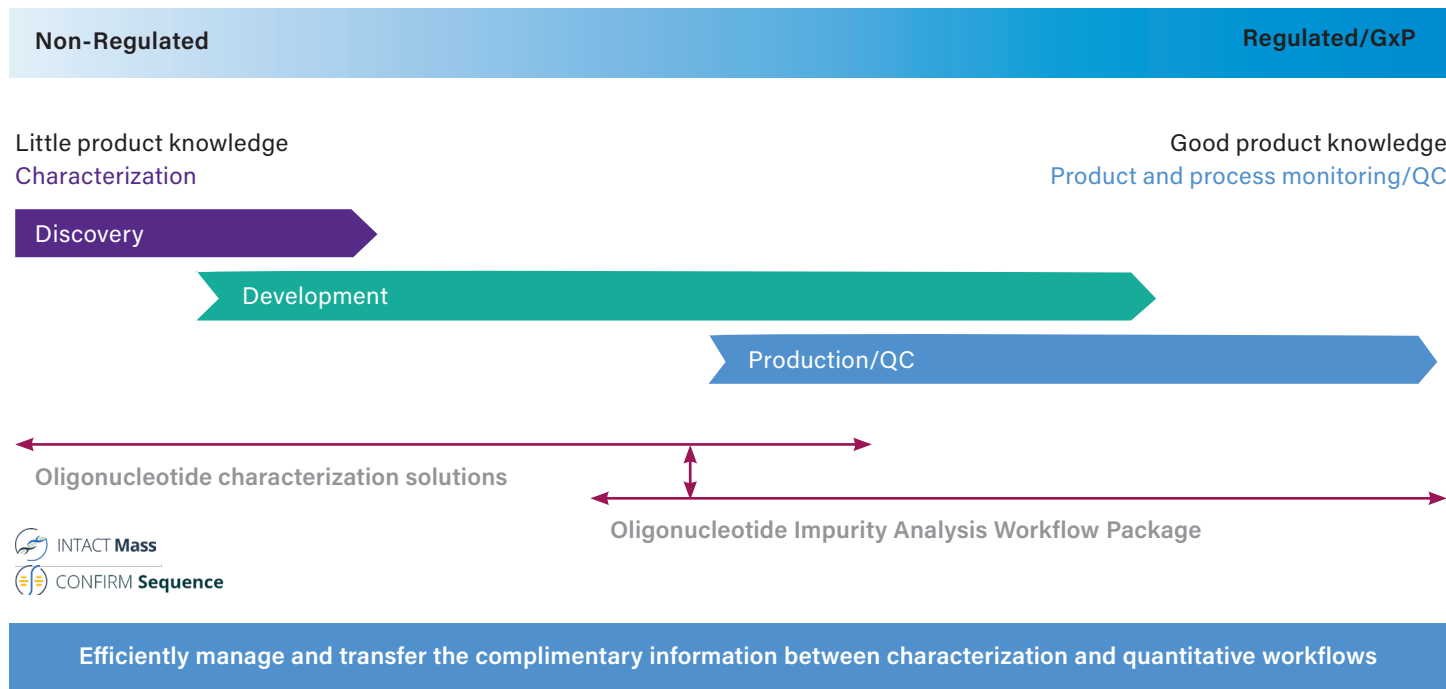 Non-Regulated
Regulated/GxP
Little product knowledge
Good product knowledge
Characterization
Product and process monitoring/QC
Discovery
Development
Production/QC
Oligonucleotide characterization solutions
Oligonucleotide Impurity Analysis Workflow Package
INTACT Mass
CONFIRM Sequence
Efficiently manage and transfer the complimentary information between characterization and quantitative workflows